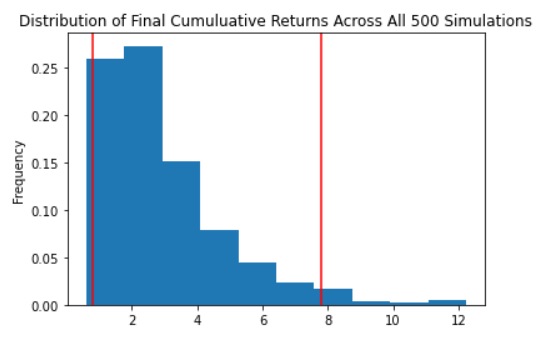 Distribution of Final Cumuluative Returns Across All 500 Simulations
Frequency
0.25
0.20
0.15
0.10
0.05
0.00
2 4 6 8 10 12